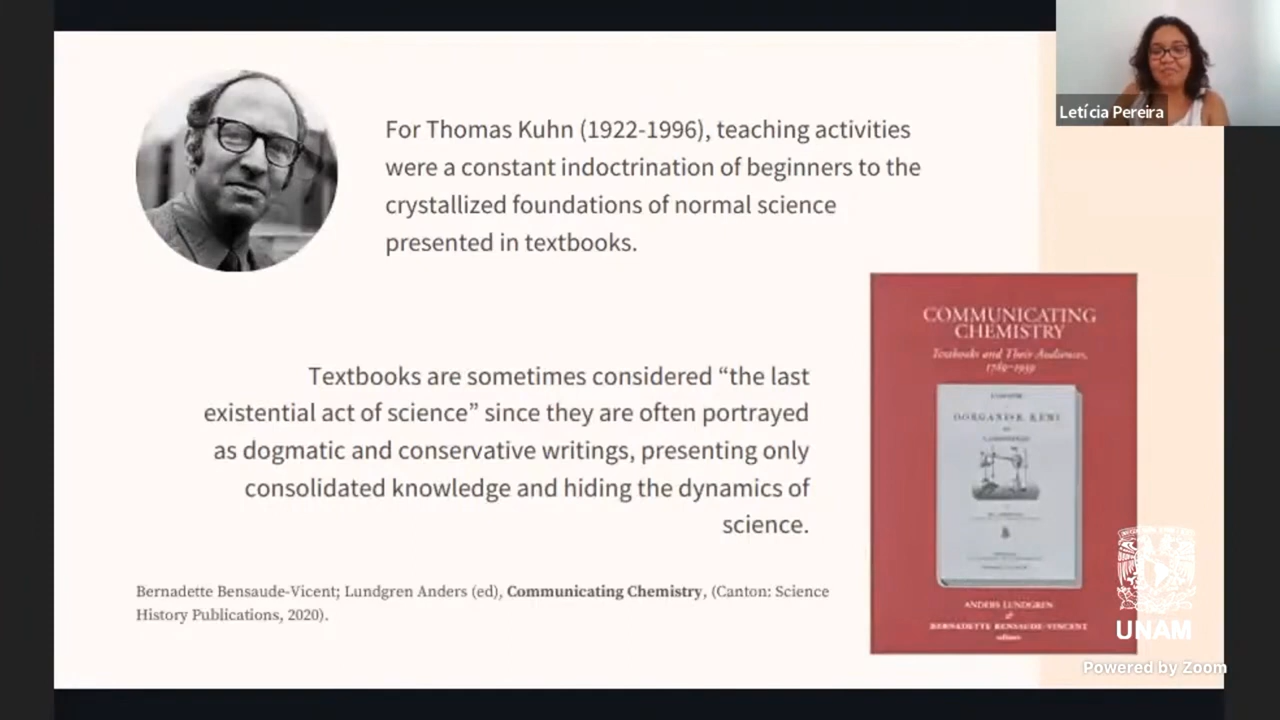 Letícia Pereira
For Thomas Kuhn (1922-1996), teaching activities
were a constant indoctrination of beginners to the
crystallized foundations of normal science
presented in textbooks.
Textbooks are sometimes considered “the last
existential act of science” since they are often portrayed
as dogmatic and conservative writings, presenting only
consolidated knowledge and hiding the dynamics of
science.
Bernadette Bensaude-Vicent; Lundgren Anders (ed), Communicating Chemistry, (Canton: Science
History Publications, 2020).
COMMUNICATING
CHEMISTRY
Textbooks and Their Audiences,
1789–1939
UORGANISK KEMI
ANDERS LUNDGREN
&
BERNADETTE BENSAUDE-VINCENT
editors
UNAM
Powered by Zoom